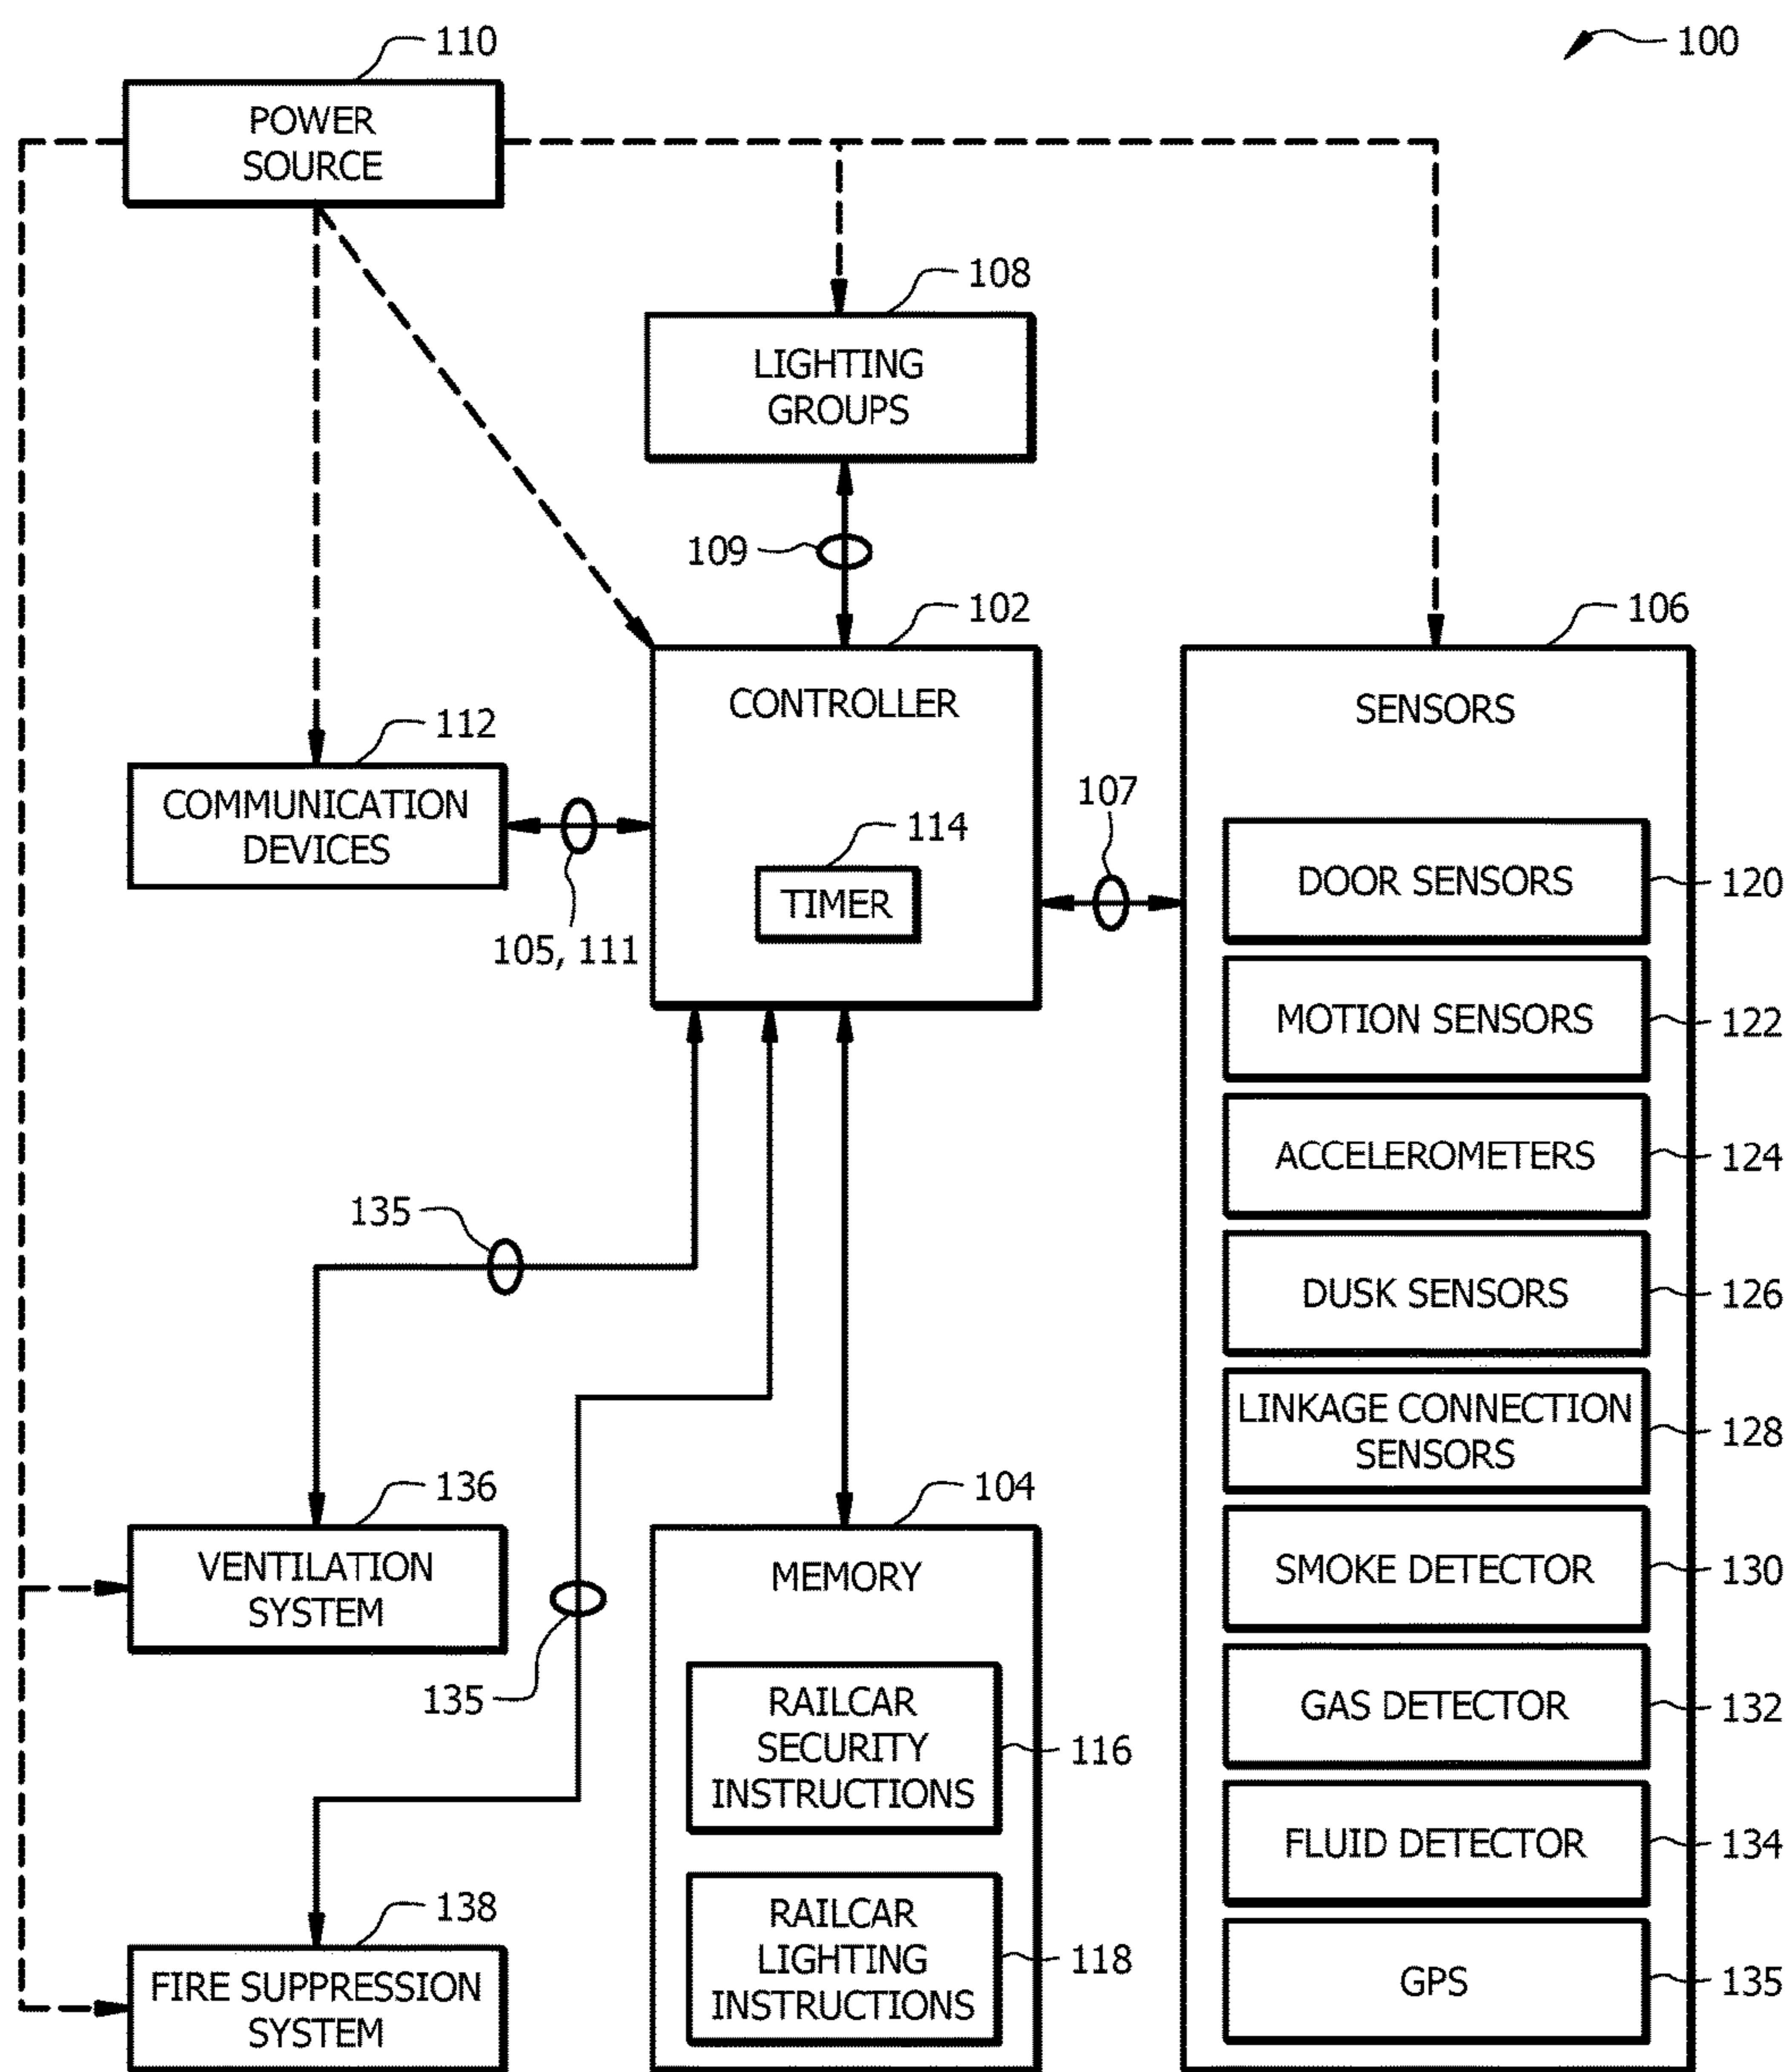 110
100
POWER
SOURCE
108
LIGHTING
GROUPS
109
102
106
CONTROLLER
SENSORS
112
COMMUNICATION
DEVICES
105, 111
114
TIMER
107
DOOR SENSORS
120
MOTION SENSORS
122
ACCELEROMETERS
124
135
DUSK SENSORS
126
LINKAGE CONNECTION
SENSORS
128
136
VENTILATION
SYSTEM
104
MEMORY
SMOKE DETECTOR
130
135
RAILCAR
SECURITY
INSTRUCTIONS
116
GAS DETECTOR
132
FLUID DETECTOR
134
138
FIRE SUPPRESSION
SYSTEM
RAILCAR
LIGHTING
INSTRUCTIONS
118
GPS
135